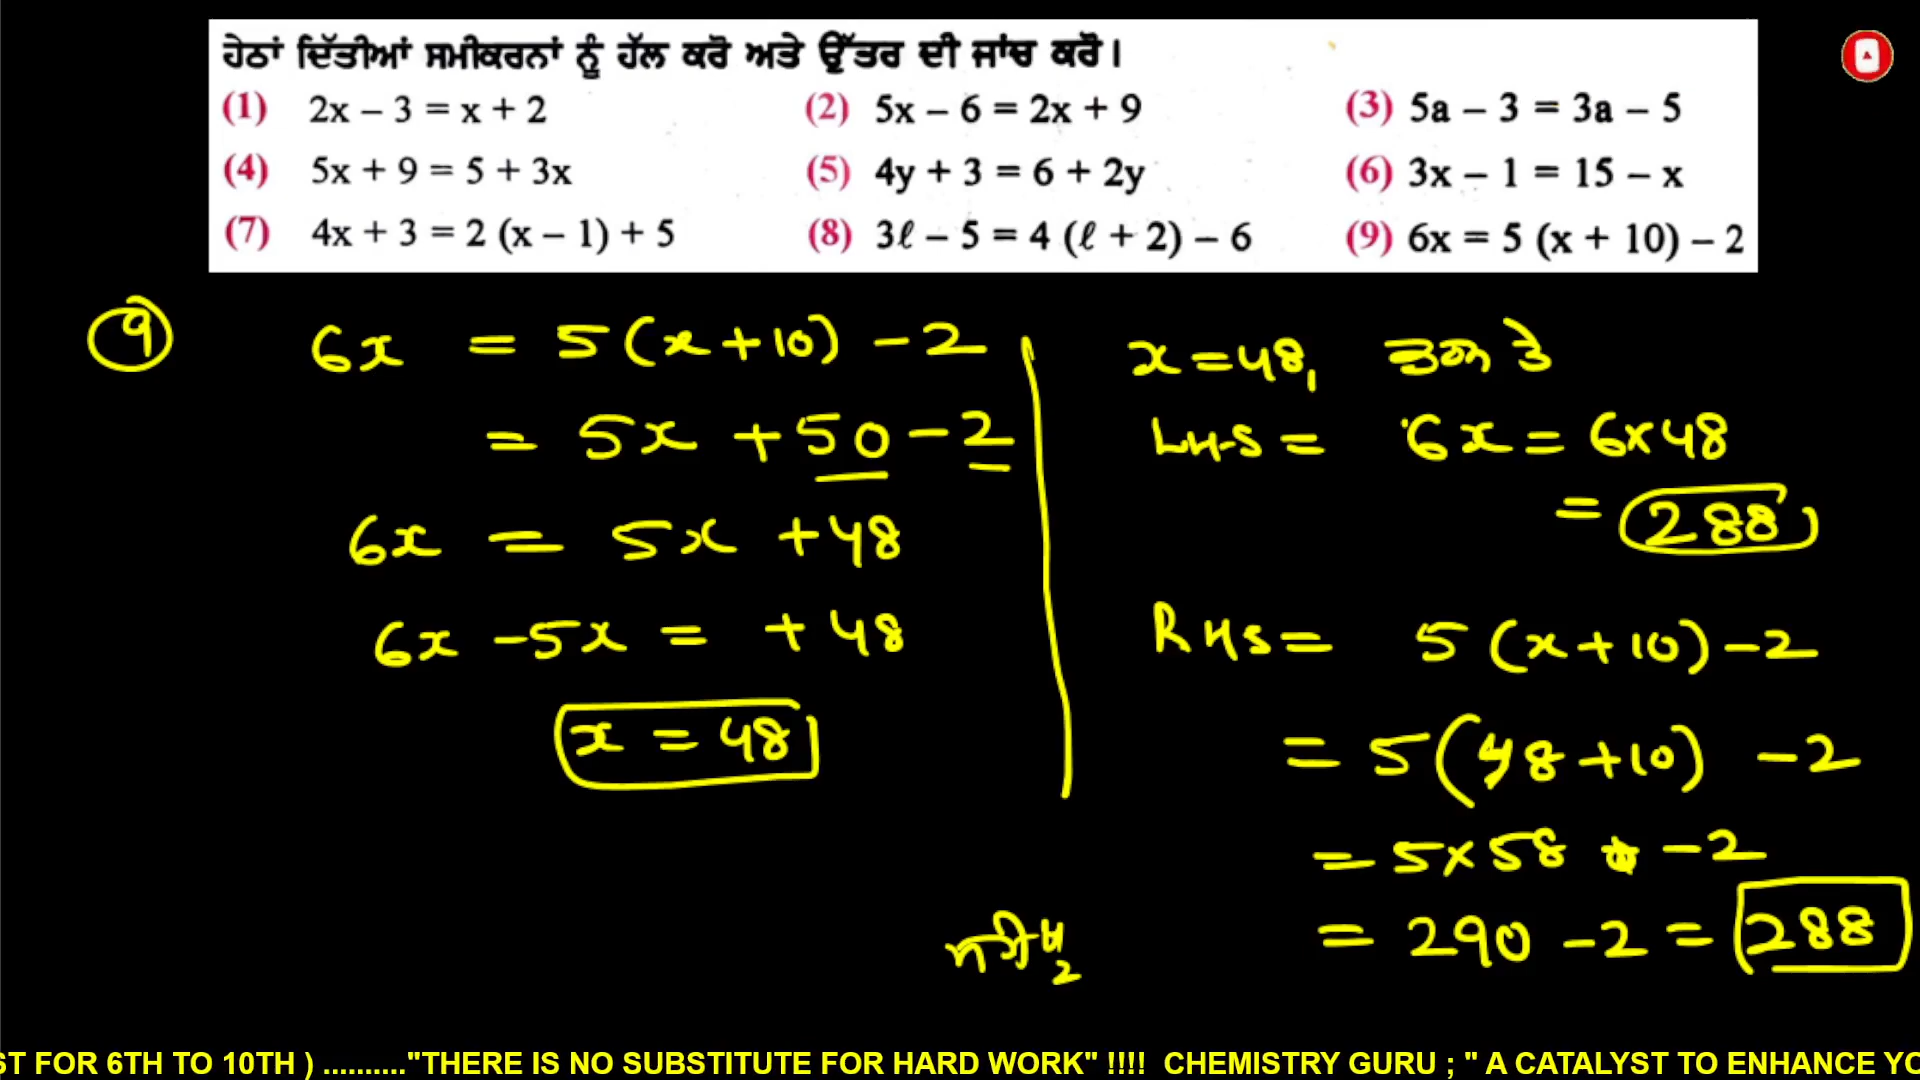 ਹੇਠਾਂ ਦਿੱਤੀਆਂ ਸਮੀਕਰਨਾਂ ਨੂੰ ਹੱਲ ਕਰੋ ਅਤੇ ਉੱਤਰ ਦੀ ਜਾਂਚ ਕਰੋ।
(1) 2x – 3 = x + 2 (2) 5x – 6 = 2x + 9 (3) 5a – 3 = 3a – 5
(4) 5x + 9 = 5 + 3x (5) 4y + 3 = 6 + 2y (6) 3x – 1 = 15 – x
(7) 4x + 3 = 2 (x – 1) + 5 (8) 3ℓ – 5 = 4 (ℓ + 2) – 6 (9) 6x = 5 (x + 10) – 2
9
6x = 5(x+10) -2
= 5x +50 -2
6x = 5x +48
6x -5x = +48
x = 48
x = 48, ਤੇ
LHS = 6x = 6x48
= 288
RHS = 5(x+10)-2
= 5(48+10) -2
= 5x58 -2
= 290 -2 = 288
ST FOR 6TH TO 10TH ) .........."THERE IS NO SUBSTITUTE FOR HARD WORK" !!!! CHEMISTRY GURU ; " A CATALYST TO ENHANCE YO